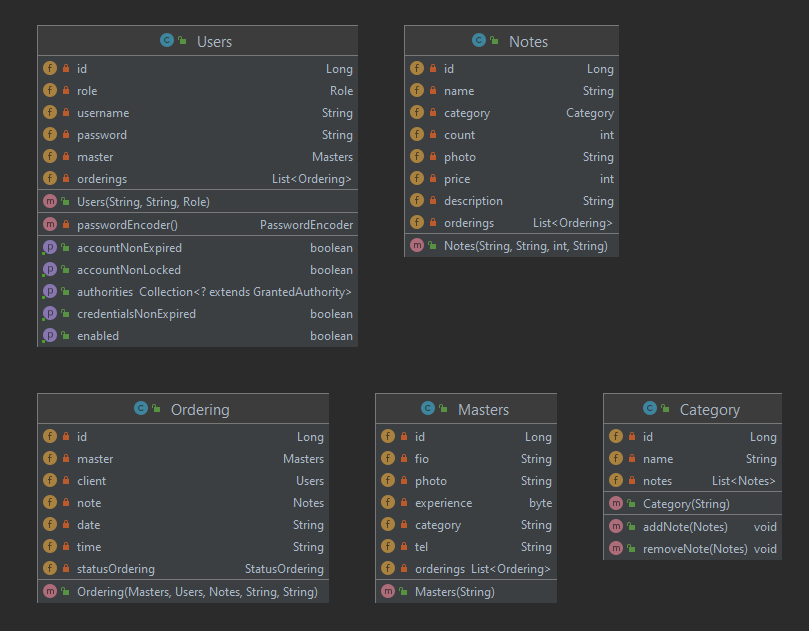 Users
id Long
role Role
username String
password String
master Masters
orderings List<Ordering>
Users(String, String, Role)
passwordEncoder() PasswordEncoder
accountNonExpired boolean
accountNonLocked boolean
authorities Collection<? extends GrantedAuthority>
credentialsNonExpired boolean
enabled boolean
Notes
id Long
name String
category Category
count int
photo String
price int
description String
orderings List<Ordering>
Notes(String, String, int, String)
Ordering
id Long
master Masters
client Users
note Notes
date String
time String
statusOrdering StatusOrdering
Ordering(Masters, Users, Notes, String, String)
Masters
id Long
fio String
photo String
experience byte
category String
tel String
orderings List<Ordering>
Masters(String)
Category
id Long
name String
notes List<Notes>
Category(String)
addNote(Notes) void
removeNote(Notes) void